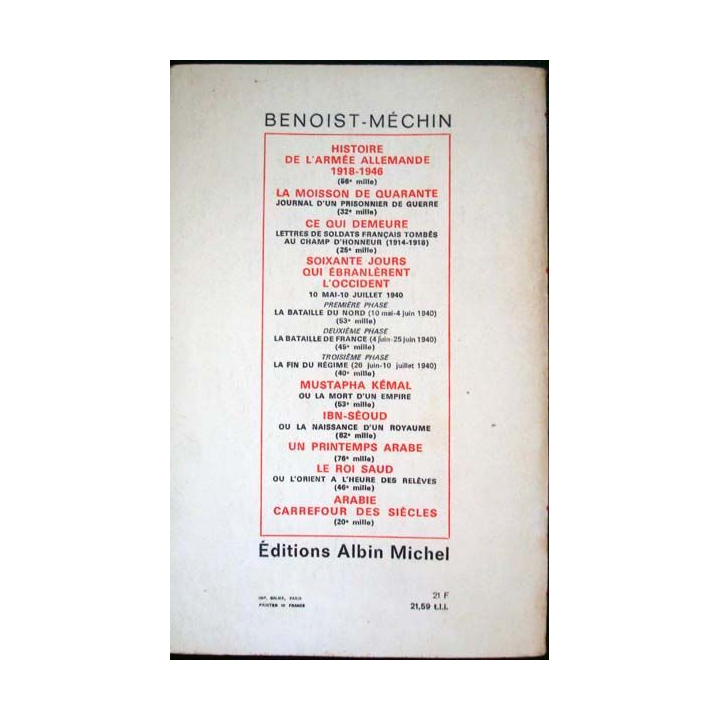 BENOIST-MÉCHIN
HISTOIRE
DE L'ARMÉE ALLEMANDE
1918-1946
(56e mille)
LA MOISSON DE QUARANTE
JOURNAL D'UN PRISONNIER DE GUERRE
(32e mille)
CE QUI DEMEURE
LETTRES DE SOLDATS FRANÇAIS TOMBÉS
AU CHAMP D'HONNEUR (1914-1918)
(25e mille)
SOIXANTE JOURS
QUI ÉBRANLÈRENT
L'OCCIDENT
10 MAI-10 JUILLET 1940
PREMIÈRE PHASE
LA BATAILLE DU NORD (10 mai-4 juin 1940)
(53e mille)
DEUXIÈME PHASE
LA BATAILLE DE FRANCE (4 juin-25 juin 1940)
(45e mille)
TROISIÈME PHASE
LA FIN DU RÉGIME (26 juin-10 juillet 1940)
(40e mille)
MUSTAPHA KÉMAL
OU LA MORT D'UN EMPIRE
(53e mille)
IBN-SÉOUD
OU LA NAISSANCE D'UN ROYAUME
(62e mille)
UN PRINTEMPS ARABE
(76e mille)
LE ROI SAUD
OU L'ORIENT A L'HEURE DES RELÈVES
(46e mille)
ARABIE
CARREFOUR DES SIÈCLES
(20e mille)
Éditions Albin Michel
PARIS
PRINTED IN FRANCE
21 F
21,59 t.l.i.